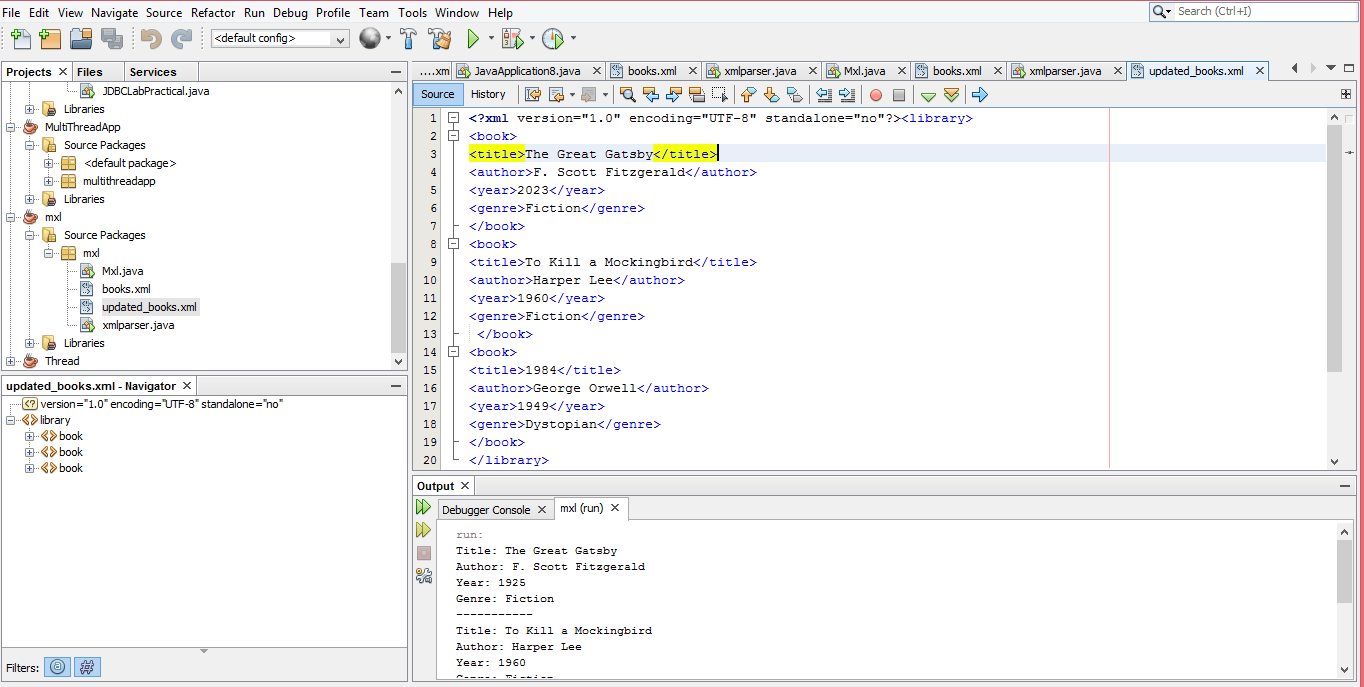 File Edit View Navigate Source Refactor Run Debug Profile Team Tools Window Help
Search (Ctrl+I)
<default config>
Projects Files Services
JDBCLabPractical.java
Libraries
MultiThreadApp
Source Packages
<default package>
multithreadapp
Libraries
mxl
Source Packages
mxl
Mxl.java
books.xml
updated_books.xml
xmlparser.java
Libraries
Thread
updated_books.xml - Navigator
version="1.0" encoding="UTF-8" standalone="no"
library
book
book
book
Filters:
....xm JavaApplication8.java books.xml xmlparser.java Mxl.java books.xml xmlparser.java updated_books.xml
Source History
1 <?xml version="1.0" encoding="UTF-8" standalone="no"?><library>
2 <book>
3 <title>The Great Gatsby</title>
4 <author>F. Scott Fitzgerald</author>
5 <year>2023</year>
6 <genre>Fiction</genre>
7 </book>
8 <book>
9 <title>To Kill a Mockingbird</title>
10 <author>Harper Lee</author>
11 <year>1960</year>
12 <genre>Fiction</genre>
13 </book>
14 <book>
15 <title>1984</title>
16 <author>George Orwell</author>
17 <year>1949</year>
18 <genre>Dystopian</genre>
19 </book>
20 </library>
Output
Debugger Console mxl (run)
run:
Title: The Great Gatsby
Author: F. Scott Fitzgerald
Year: 1925
Genre: Fiction
-----------
Title: To Kill a Mockingbird
Author: Harper Lee
Year: 1960
Genre: Fiction